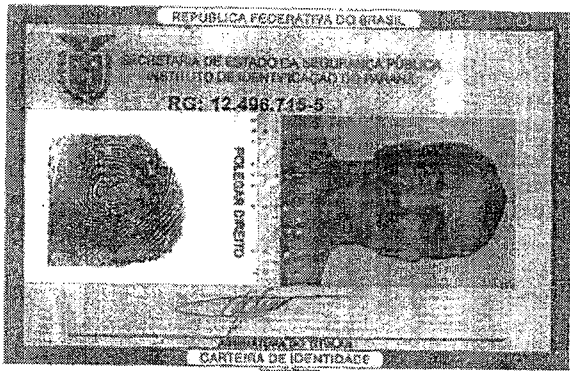 REPÚBLICA FEDERATIVA DO BRASIL
SECRETARIA DE ESTADO DA SEGURANÇA PÚBLICA
INSTITUTO DE IDENTIFICAÇÃO DO PARANÁ
RG: 12.496.715-5
POLEGAR DIREITO
ASSINATURA DO TITULAR
CARTEIRA DE IDENTIDADE